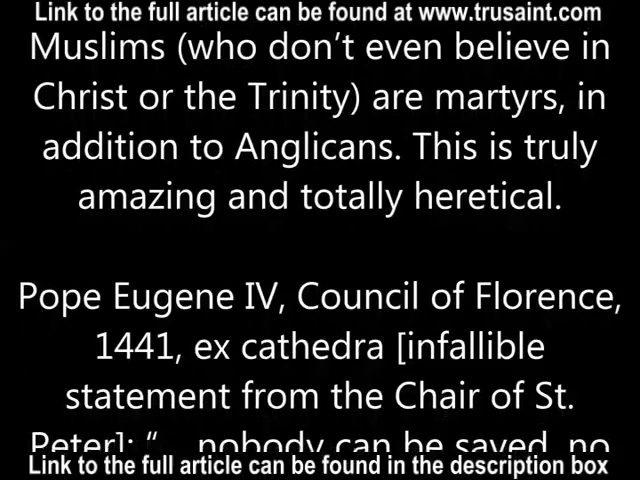 Link to the full article can be found at www.trusaint.com
Muslims (who don’t even believe in
Christ or the Trinity) are martyrs, in
addition to Anglicans. This is truly
amazing and totally heretical.
Pope Eugene IV, Council of Florence,
1441, ex cathedra [infallible
statement from the Chair of St.
Peter]: “… nobody can be saved, no
Link to the full article can be found in the description box